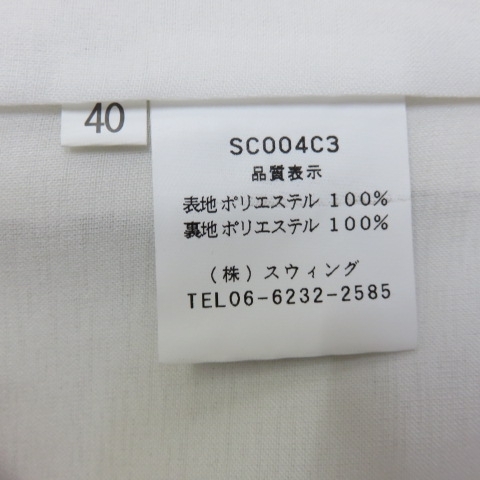 40
SC004C3
品質表示
表地 ポリエステル 100%
裏地 ポリエステル 100%
(株) スウィング
TEL06-6232-2585